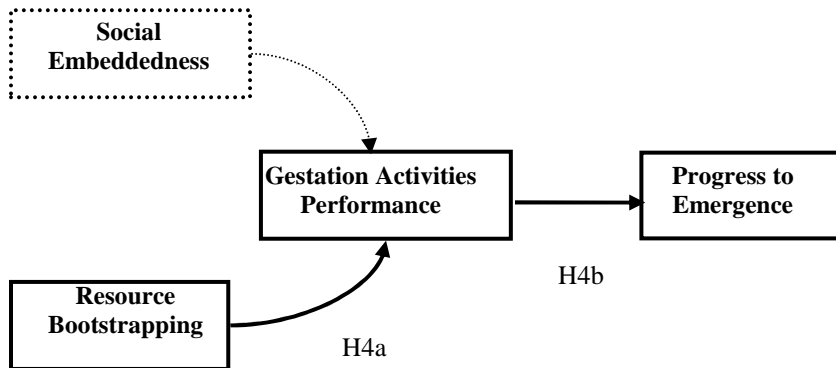 Social
Embeddedness
Gestation Activities
Performance
Progress to
Emergence
H4b
Resource
Bootstrapping
H4a